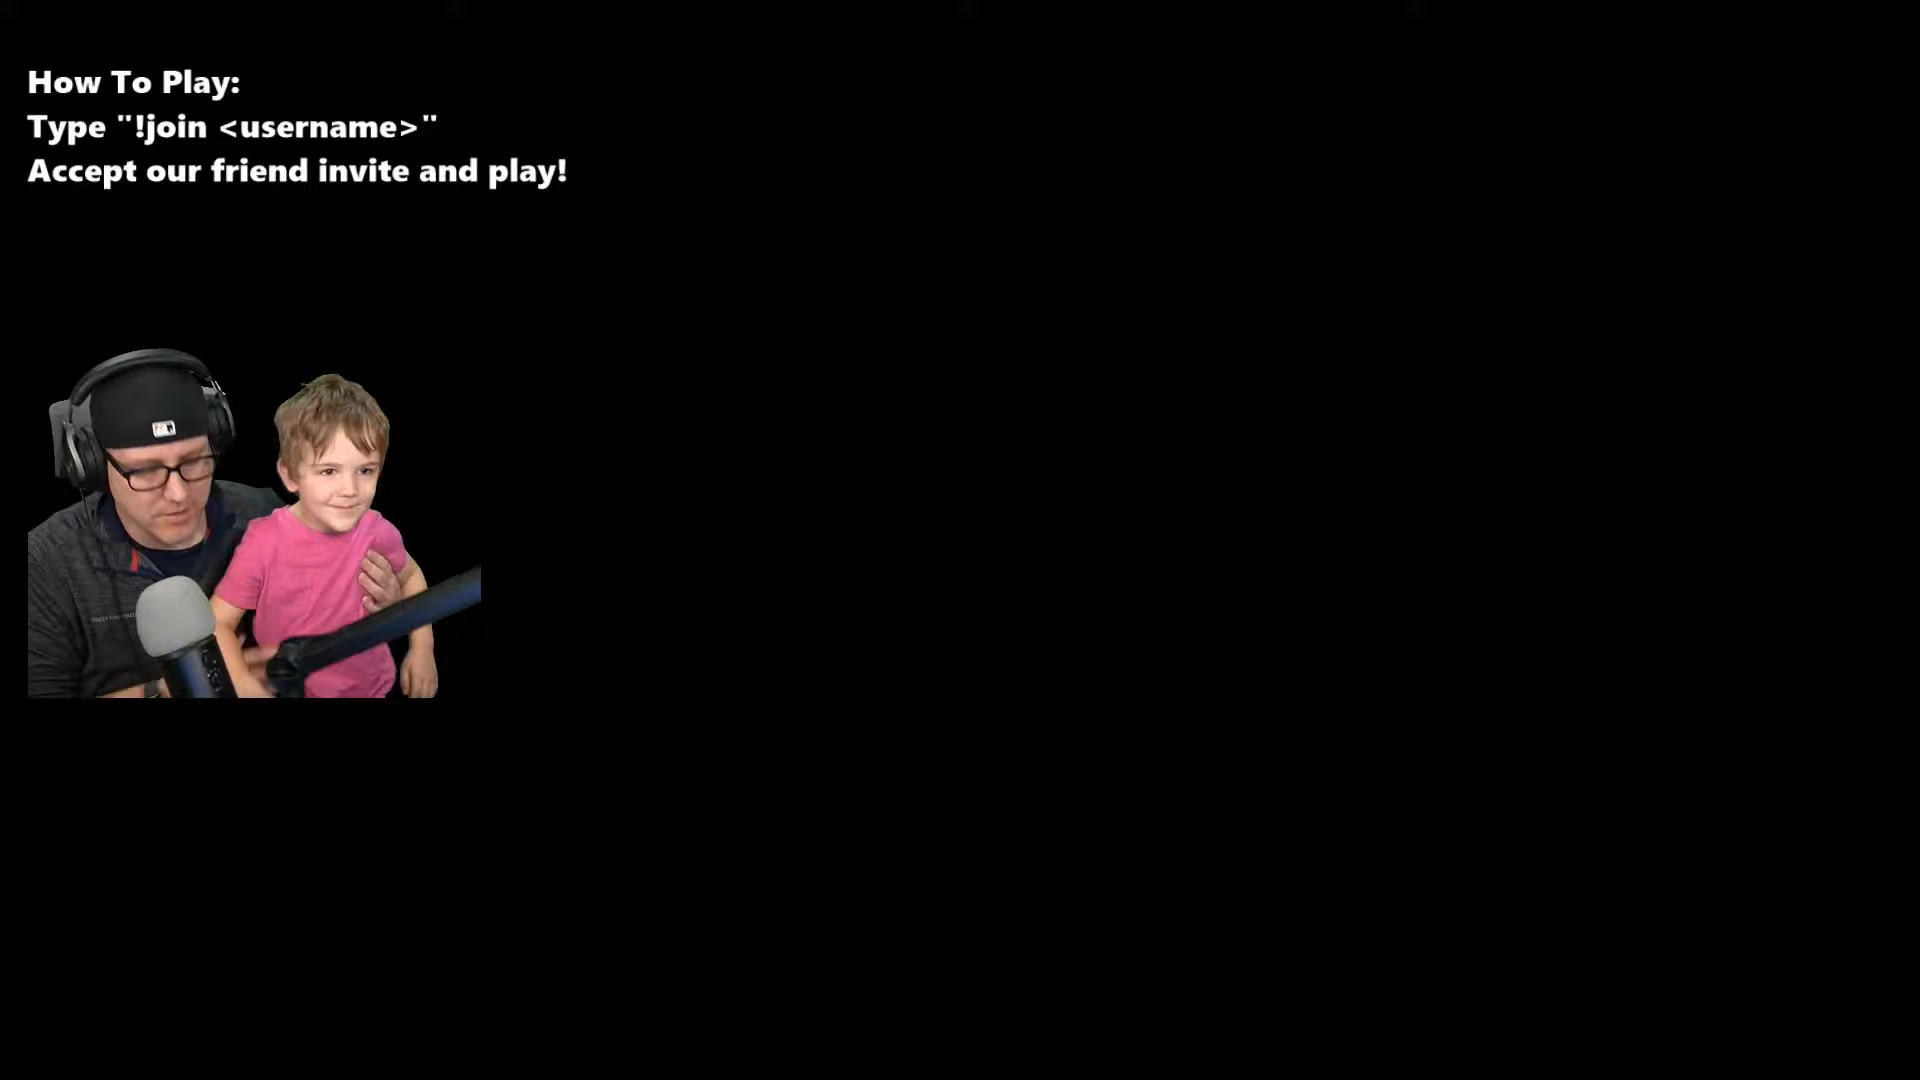 How To Play:
Type "!join <username>"
Accept our friend invite and play!